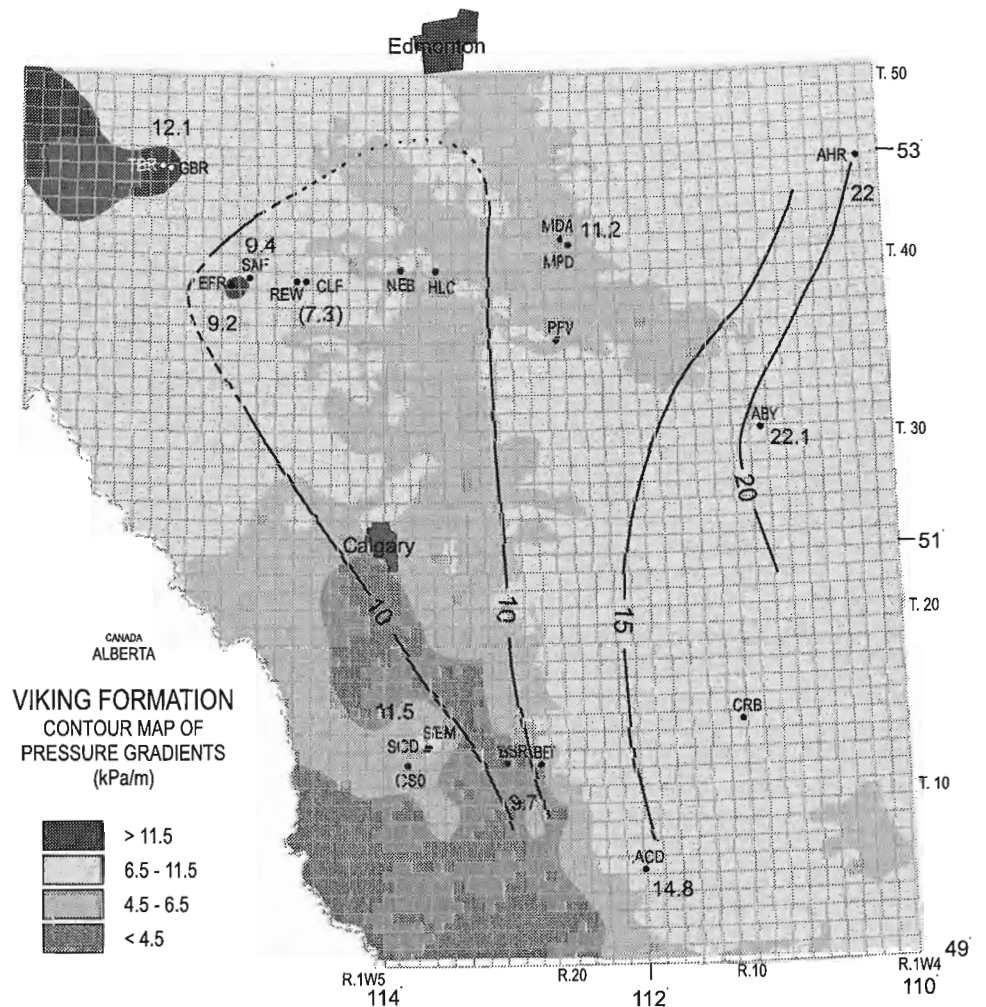 Edmonton
T. 50
12.1
TBR GBR
AHR
53
22
MDA 11.2
MPD
T. 40
9.4
SAF
EFR
REW CLF
NEB HLC
(7.3)
9.2
PFV
ABY
22.1
T. 30
20
51
Calgary
10
10
15
T. 20
CANADA
ALBERTA
VIKING FORMATION
CONTOUR MAP OF
PRESSURE GRADIENTS
(kPa/m)
CRB
11.5
BSR BEI
T. 10
9.7
> 11.5
6.5 - 11.5
4.5 - 6.5
< 4.5
ACD
14.8
49
R.1W5
R.20
R.10
R.1W4
114°
112°
110°